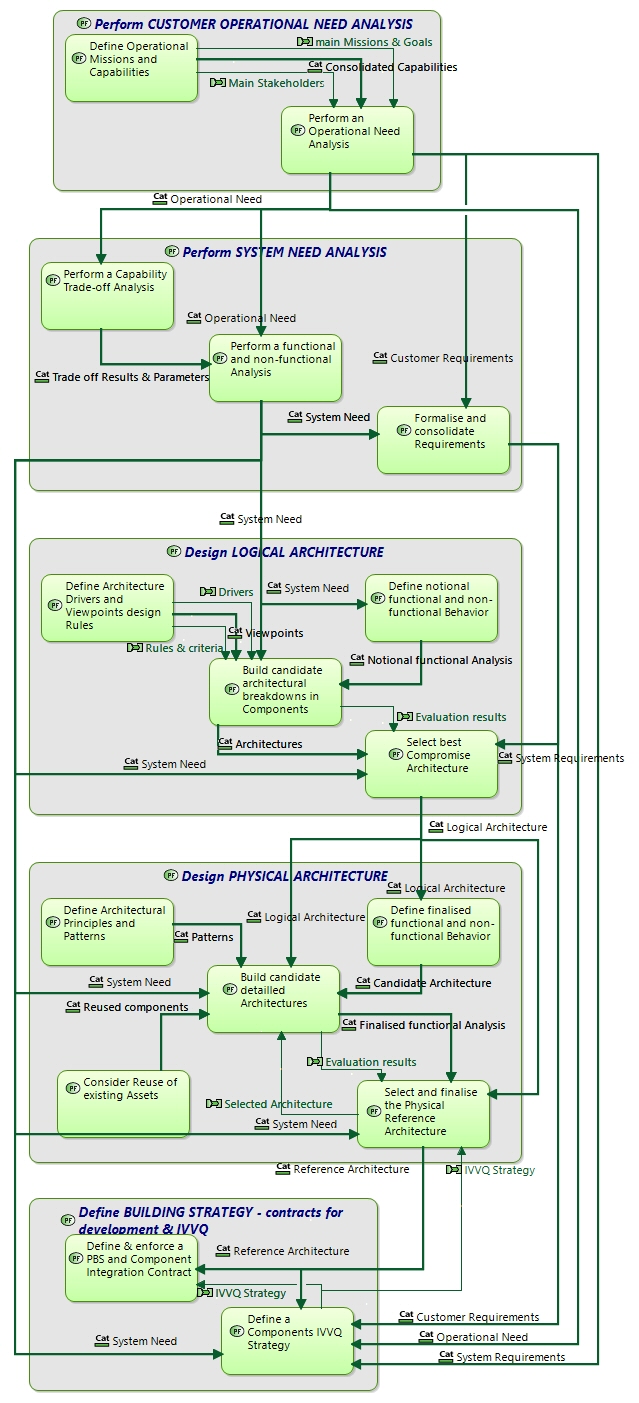 PF Perform CUSTOMER OPERATIONAL NEED ANALYSIS
PF Define Operational
Missions and
Capabilities
main Missions & Goals
Cat Consolidated Capabilities
Main Stakeholders
PF Perform an
Operational Need
Analysis
Cat Operational Need
PF Perform SYSTEM NEED ANALYSIS
PF Perform a Capability
Trade-off Analysis
Cat Operational Need
PF Perform a functional
and non-functional
Analysis
Cat Customer Requirements
Cat Trade off Results & Parameters
Cat System Need
PF Formalise and
consolidate
Requirements
Cat System Need
PF Design LOGICAL ARCHITECTURE
PF Define Architecture
Drivers and
Viewpoints design
Rules
Drivers
Cat System Need
PF Define notional
functional and non-
functional Behavior
Cat Viewpoints
Rules & criteria
Cat Notional functional Analysis
PF Build candidate
architectural
breakdowns in
Components
Evaluation results
Cat Architectures
PF Select best
Compromise
Architecture
Cat System Requirements
Cat System Need
Cat Logical Architecture
PF Design PHYSICAL ARCHITECTURE
Cat Logical Architecture
PF Define Architectural
Principles and
Patterns
Cat Logical Architecture
PF Define finalised
functional and non-
functional Behavior
Cat Patterns
Cat System Need
PF Build candidate
detailled
Architectures
Cat Candidate Architecture
Cat Reused components
Cat Finalised functional Analysis
Evaluation results
PF Consider Reuse of
existing Assets
Selected Architecture
PF Select and finalise
the Physical
Reference
Architecture
Cat System Need
Cat Reference Architecture
IVVQ Strategy
PF Define BUILDING STRATEGY - contracts for
development & IVVQ
PF Define & enforce a
PBS and Component
Integration Contract
Cat Reference Architecture
IVVQ Strategy
PF Define a
Components IVVQ
Strategy
Cat Customer Requirements
Cat Operational Need
Cat System Need
Cat System Requirements